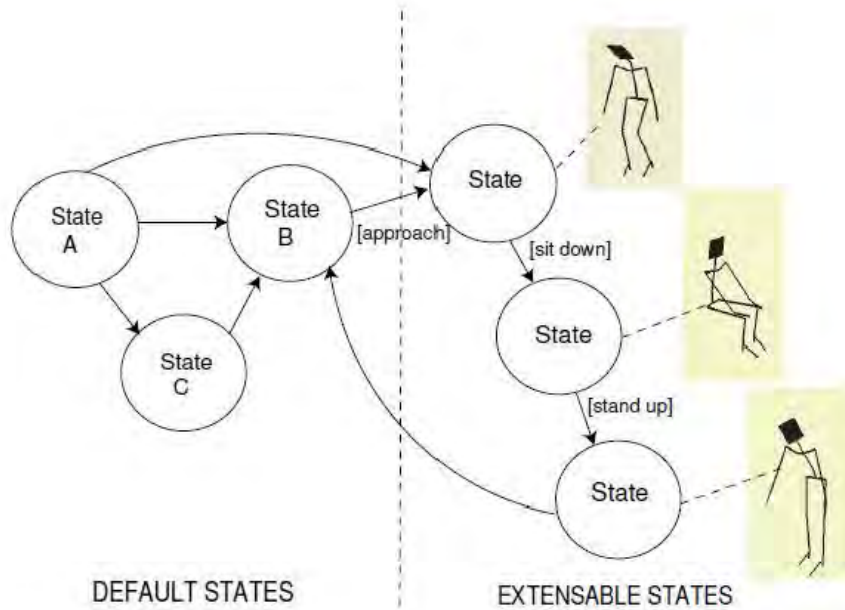 State
A
State
B
State
C
[approach]
State
[sit down]
State
[stand up]
State
DEFAULT STATES
EXTENSABLE STATES